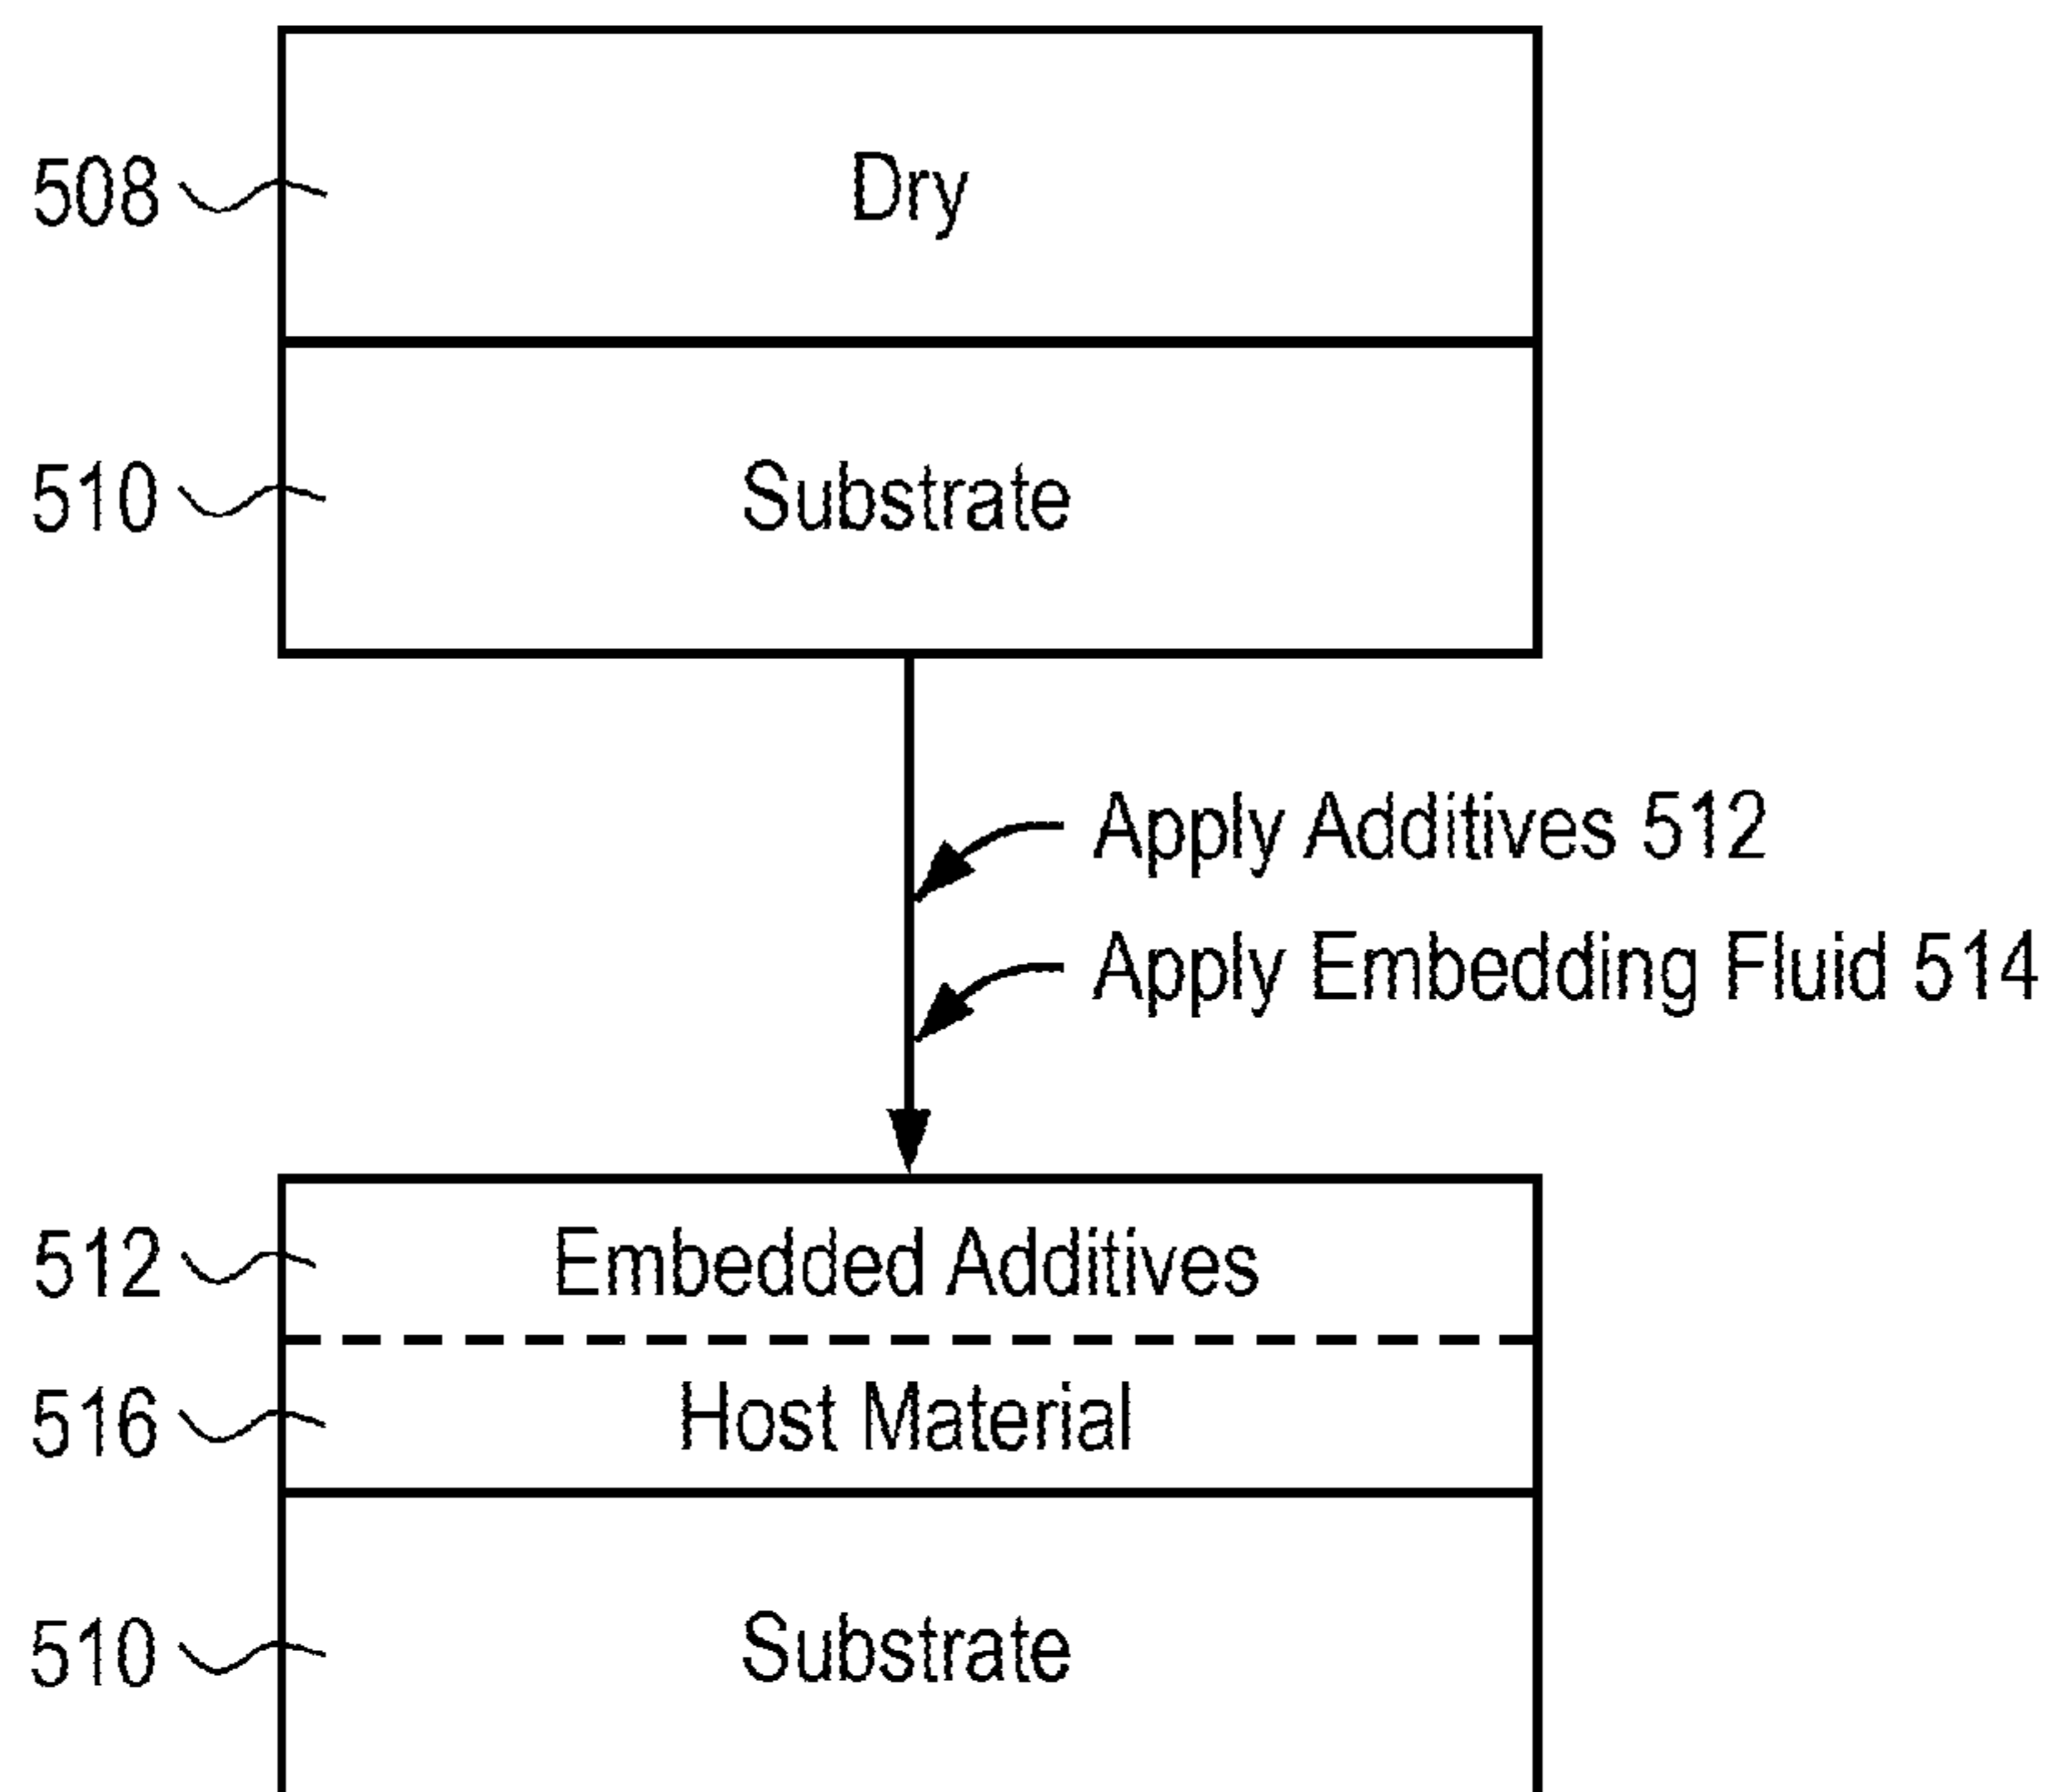 508 Dry
510 Substrate
Apply Additives 512
Apply Embedding Fluid 514
512 Embedded Additives
516 Host Material
510 Substrate